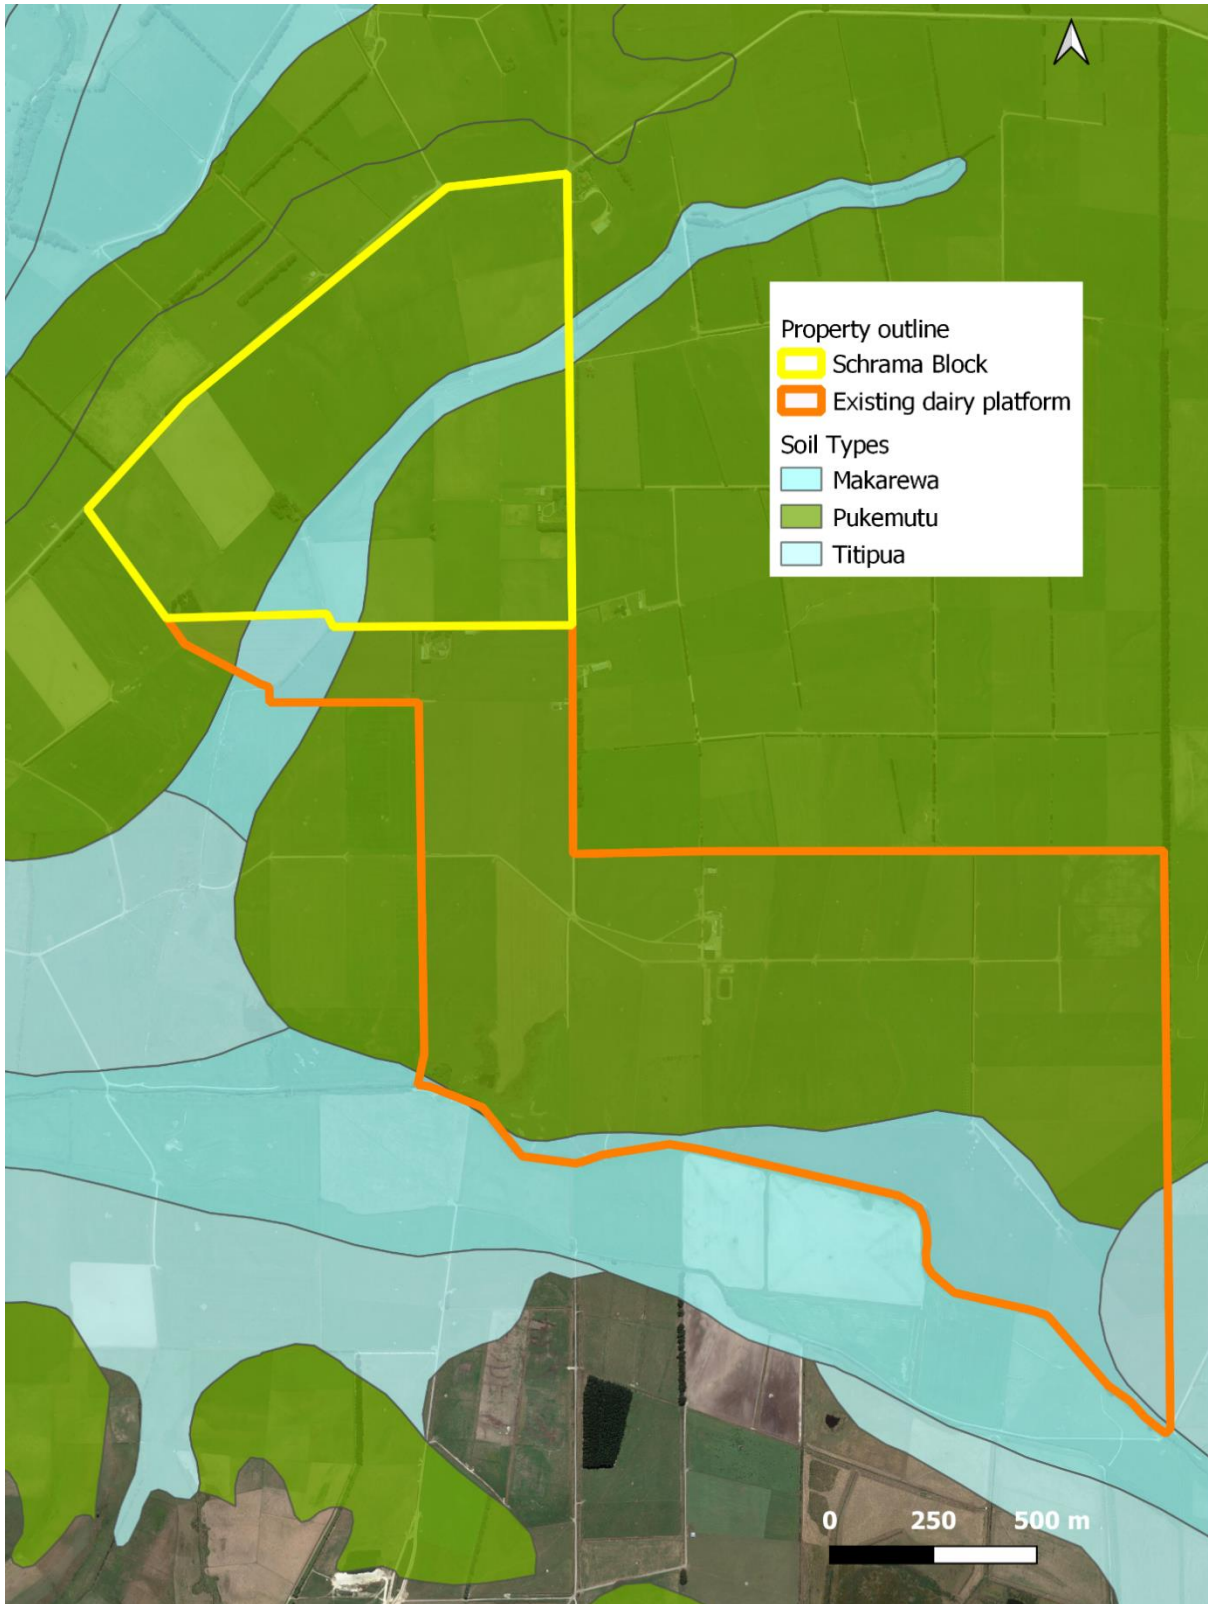 Property outline
Schrama Block
Existing dairy platform
Soil Types
Makarewa
Pukemutu
Titipua
0 250 500 m